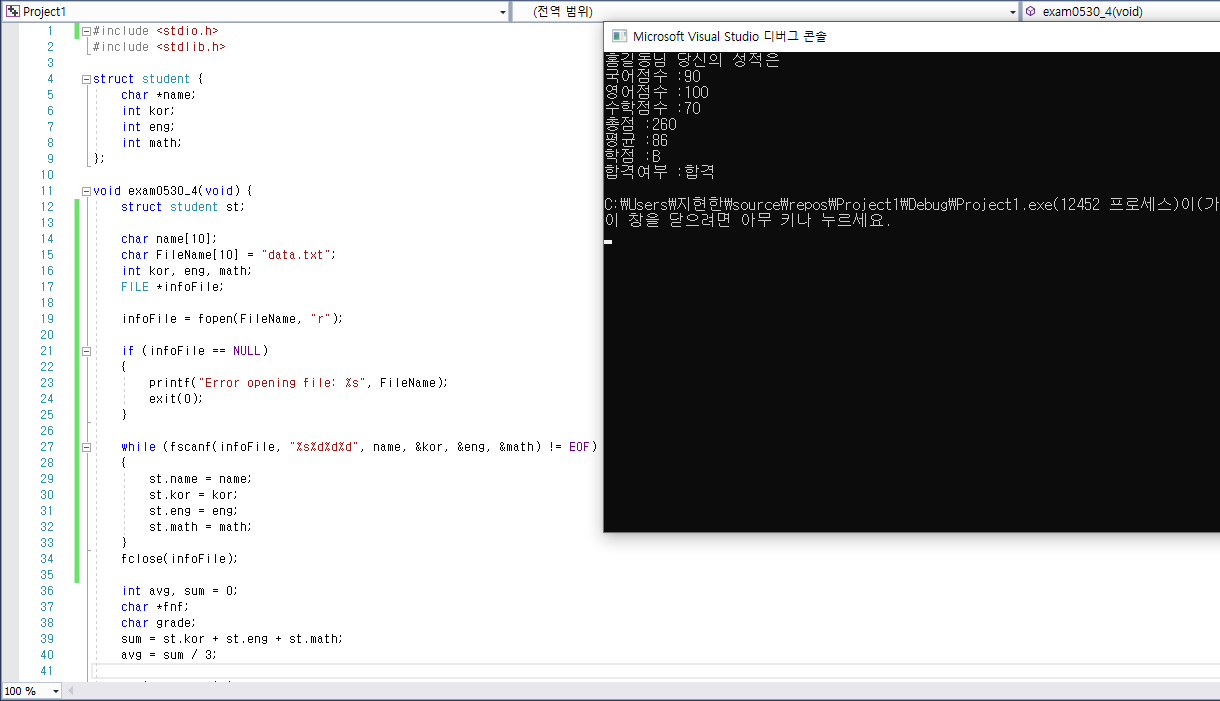 Project1
(전역 범위)
exam0530_4(void)
1 #include <stdio.h>
2 #include <stdlib.h>
3
4 struct student {
5 char *name;
6 int kor;
7 int eng;
8 int math;
9 };
10
11 void exam0530_4(void) {
12 struct student st;
13
14 char name[10];
15 char FileName[10] = "data.txt";
16 int kor, eng, math;
17 FILE *infoFile;
18
19 infoFile = fopen(FileName, "r");
20
21 if (infoFile == NULL)
22 {
23 printf("Error opening file: %s", FileName);
24 exit(0);
25 }
26
27 while (fscanf(infoFile, "%s%d%d%d", name, &kor, &eng, &math) != EOF)
28 {
29 st.name = name;
30 st.kor = kor;
31 st.eng = eng;
32 st.math = math;
33 }
34 fclose(infoFile);
35
36 int avg, sum = 0;
37 char *fnf;
38 char grade;
39 sum = st.kor + st.eng + st.math;
40 avg = sum / 3;
41
100 %
Microsoft Visual Studio 디버그 콘솔
홍길동님 당신의 성적은
국어점수 :90
영어점수 :100
수학점수 :70
총점 :260
평균 :86
학점 :B
합격여부 :합격
C:\Users\지현한\source\repos\Project1\Debug\Project1.exe(12452 프로세스)이(가
이 창을 닫으려면 아무 키나 누르세요.